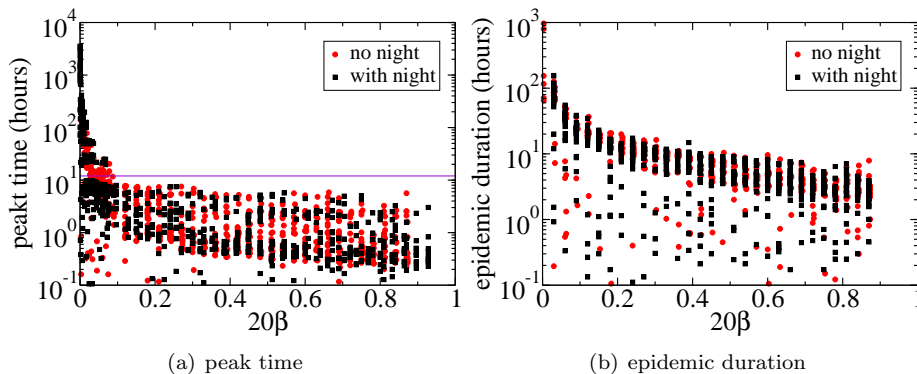 peakt time (hours)
10^4
10^3
10^2
10^1
10^0
10^-1
no night
with night
0
0.2
0.4
0.6
0.8
1
20β
(a) peak time
epidemic duration (hours)
10^3
10^2
10^1
10^0
10^-1
no night
with night
0
0.2
0.4
0.6
0.8
1
20β
(b) epidemic duration